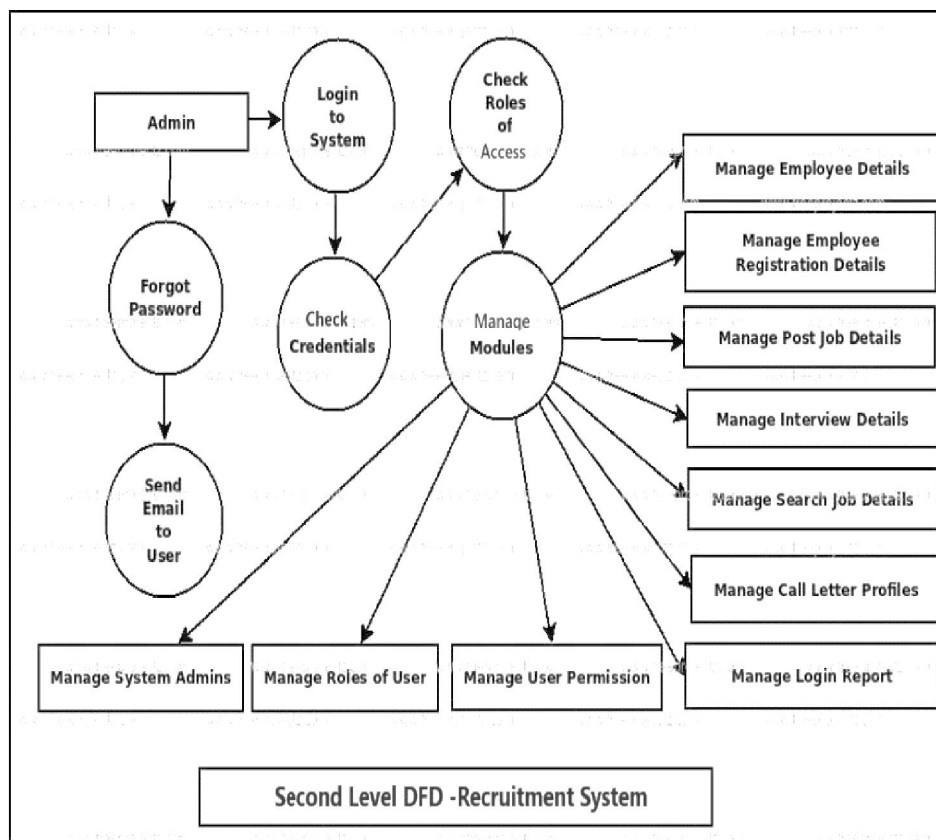 Admin
Login
to
System
Check
Roles
of
Access
Forgot
Password
Check
Credentials
Manage
Modules
Send
Email
to
User
Manage Employee Details
Manage Employee
Registration Details
Manage Post Job Details
Manage Interview Details
Manage Search Job Details
Manage Call Letter Profiles
Manage Login Report
Manage System Admins
Manage Roles of User
Manage User Permission
Second Level DFD -Recruitment System